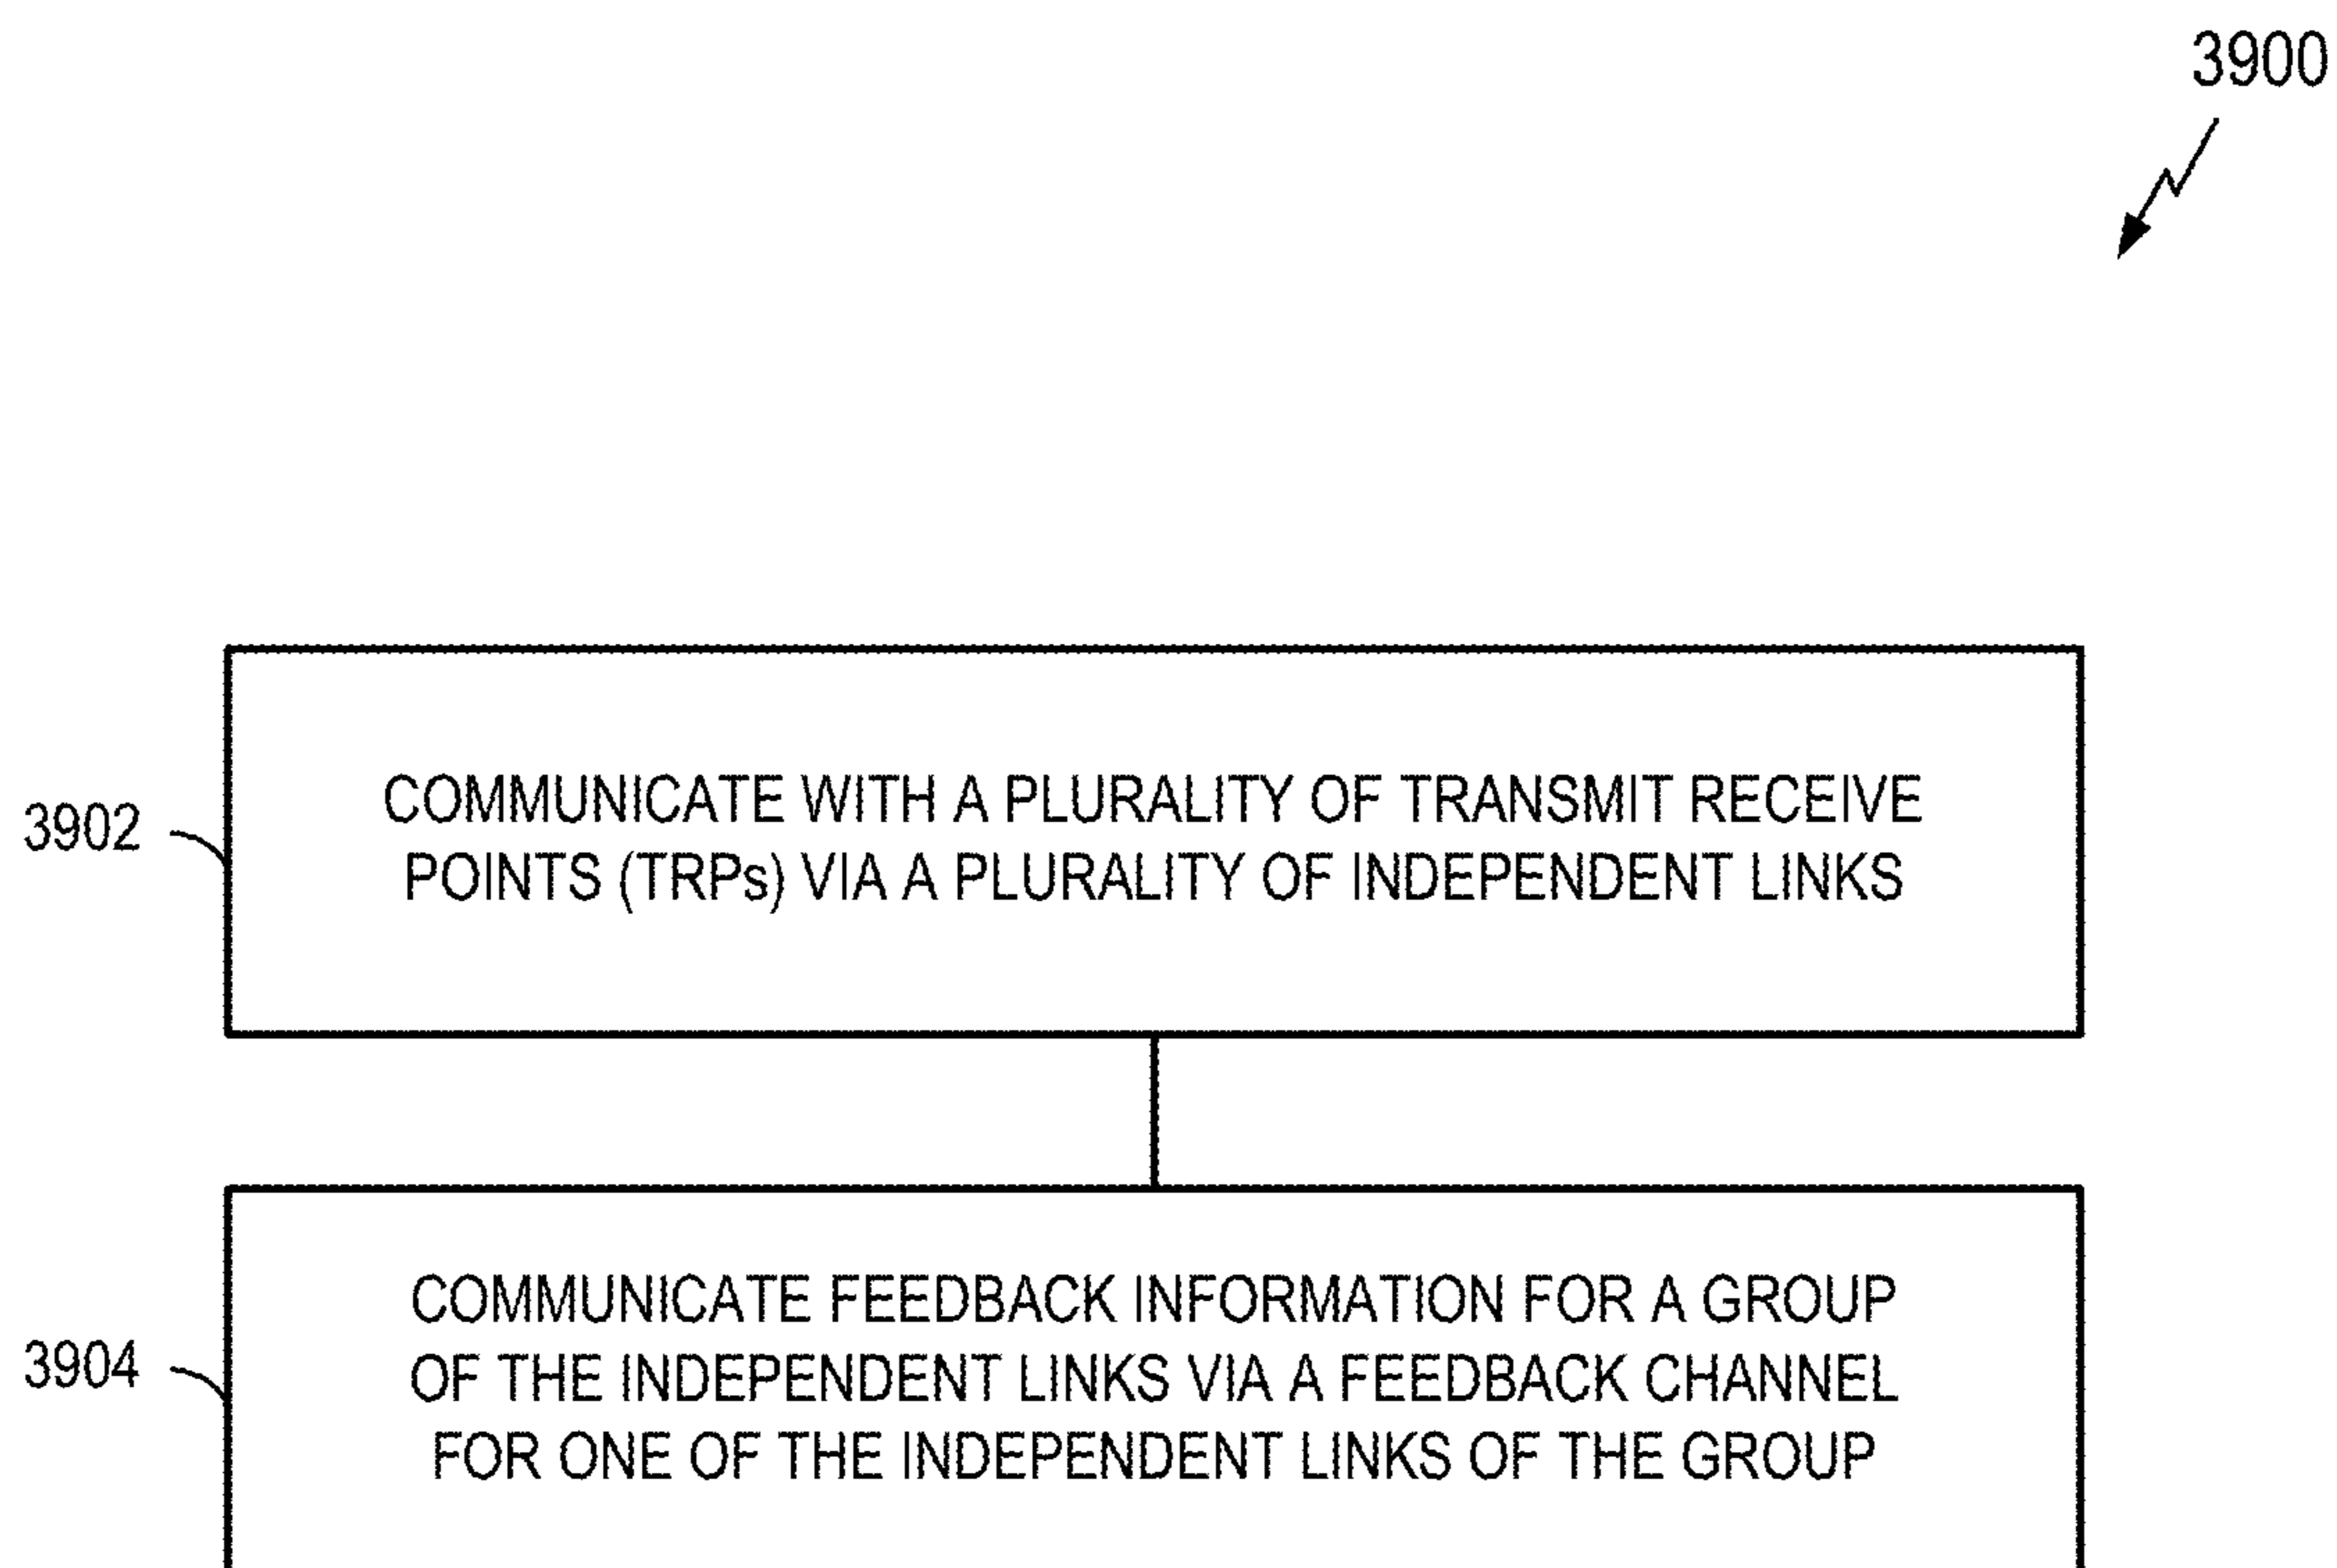 3900
3902
COMMUNICATE WITH A PLURALITY OF TRANSMIT RECEIVE
POINTS (TRPs) VIA A PLURALITY OF INDEPENDENT LINKS
3904
COMMUNICATE FEEDBACK INFORMATION FOR A GROUP
OF THE INDEPENDENT LINKS VIA A FEEDBACK CHANNEL
FOR ONE OF THE INDEPENDENT LINKS OF THE GROUP